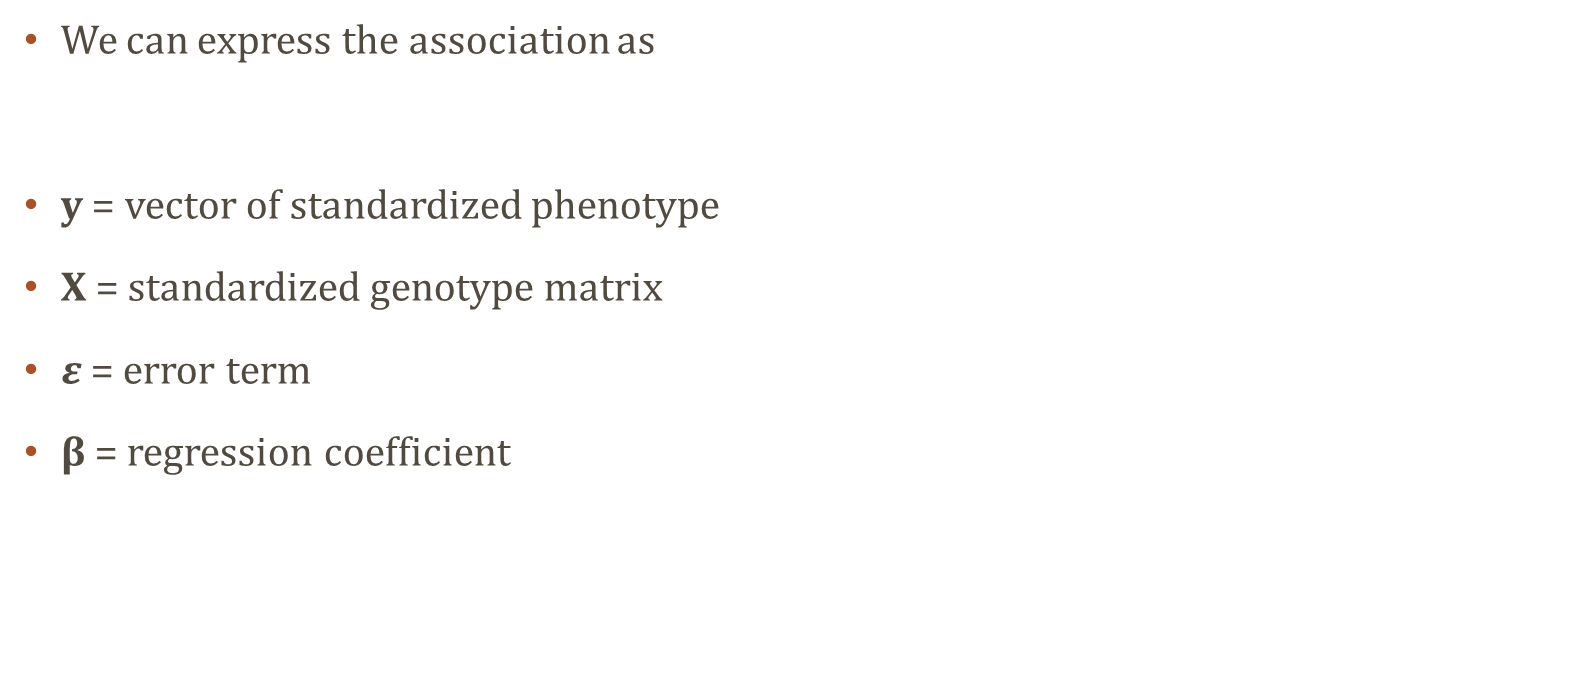 • We can express the association as
• y = vector of standardized phenotype
• X = standardized genotype matrix
• ε = error term
• β = regression coefficient